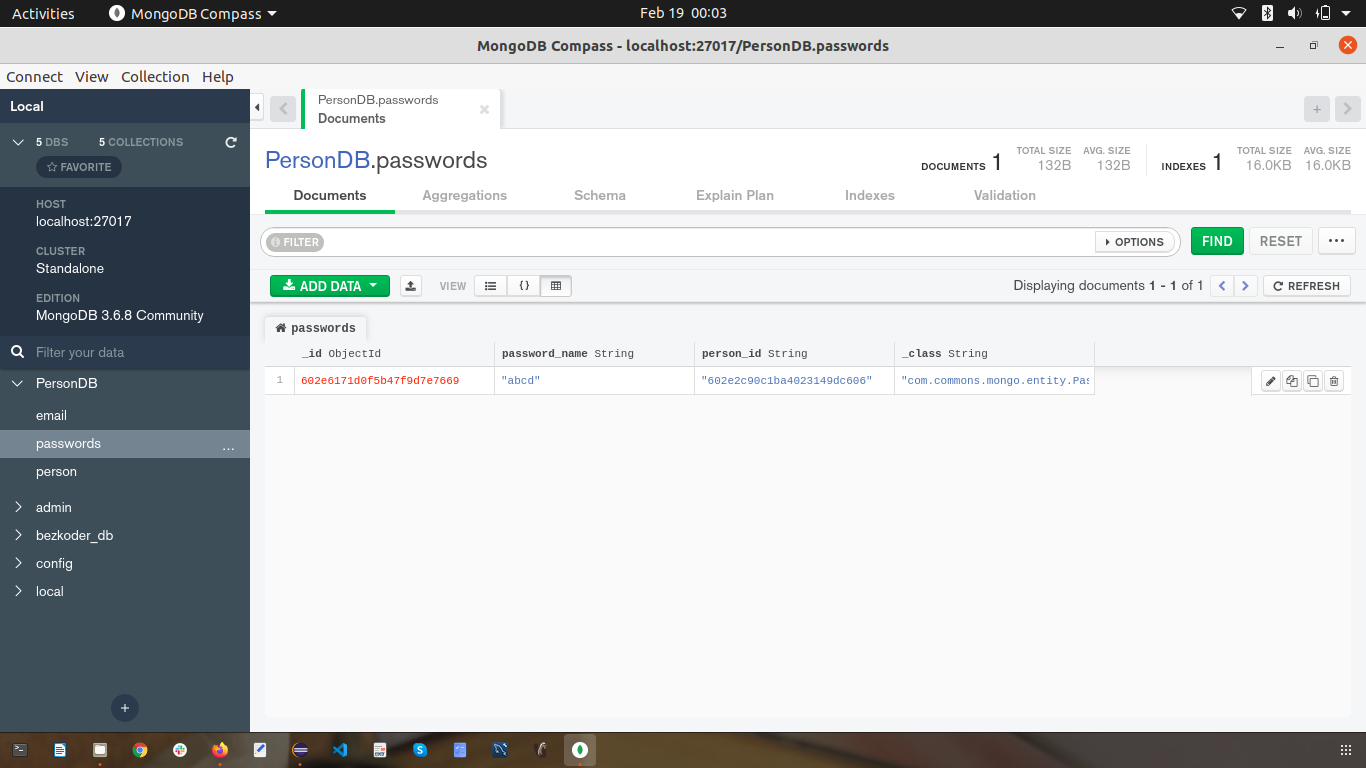 Activities MongoDB Compass Feb 19 00:03
MongoDB Compass - localhost:27017/PersonDB.passwords
Connect View Collection Help
Local
5 DBS 5 COLLECTIONS
FAVORITE
HOST
localhost:27017
CLUSTER
Standalone
EDITION
MongoDB 3.6.8 Community
Filter your data
PersonDB
email
passwords ...
person
admin
bezkoder_db
config
local
PersonDB.passwords
Documents
PersonDB.passwords
DOCUMENTS 1 TOTAL SIZE 132B AVG. SIZE 132B INDEXES 1 TOTAL SIZE 16.0KB AVG. SIZE 16.0KB
Documents Aggregations Schema Explain Plan Indexes Validation
FILTER OPTIONS FIND RESET ...
ADD DATA VIEW {} Displaying documents 1 - 1 of 1 REFRESH
passwords
_id ObjectId password_name String person_id String _class String
1 602e6171d0f5b47f9d7e7669 "abcd" "602e2c90c1ba4023149dc606" "com.commons.mongo.entity.Pas